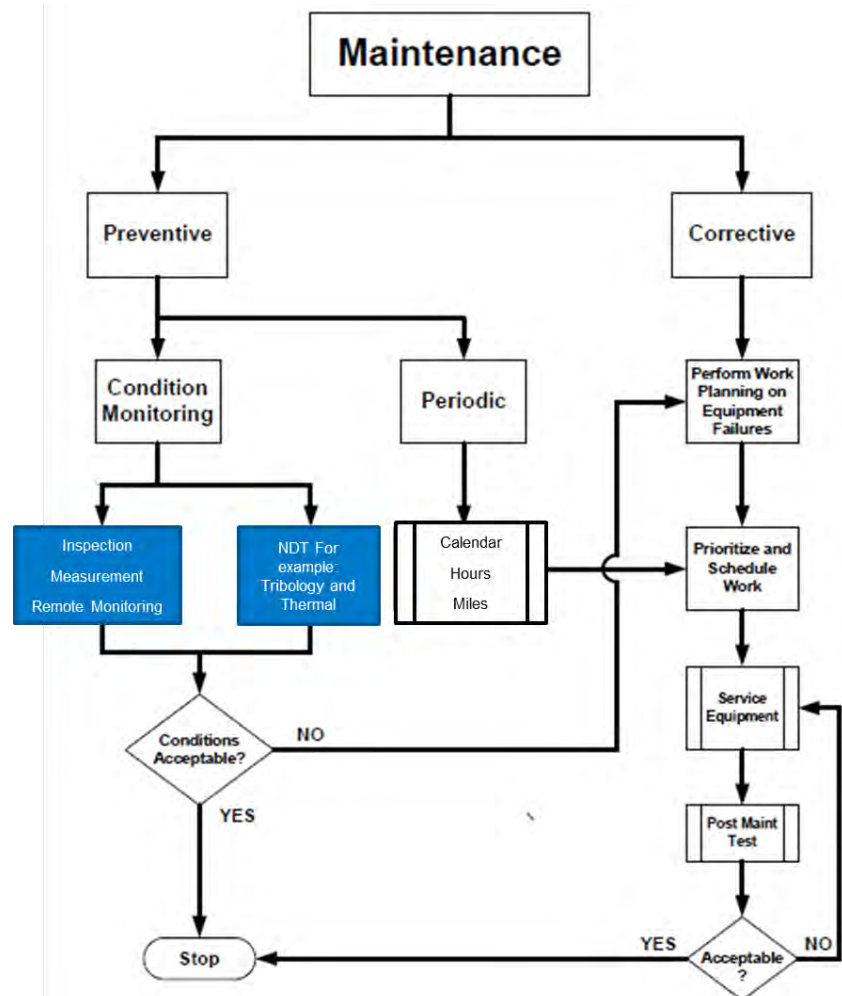 Maintenance
Preventive
Corrective
Condition
Monitoring
Periodic
Perform Work
Planning on
Equipment
Failures
Inspection
Measurement
Remote Monitoring
NDT For
example:
Tribology and
Thermal
Calendar
Hours
Miles
Prioritize and
Schedule
Work
Service
Equipment
Conditions
Acceptable?
NO
YES
Post Maint
Test
Stop
YES
Acceptable
?
NO